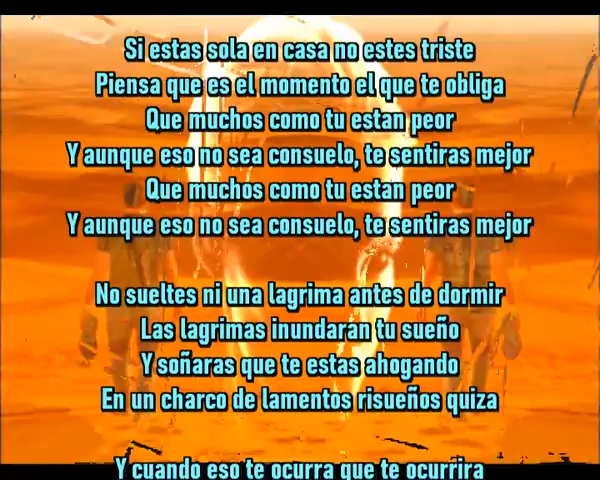 Si estas sola en casa no estes triste
Piensa que es el momento el que te obliga
Que muchos como tu estan peor
Y aunque eso no sea consuelo, te sentiras mejor
Que muchos como tu estan peor
Y aunque eso no sea consuelo, te sentiras mejor
No sueltes ni una lagrima antes de dormir
Las lagrimas inundaran tu sueño
Y soñaras que te estas ahogando
En un charco de lamentos risueños quiza
Y cuando eso te ocurra que te ocurrira